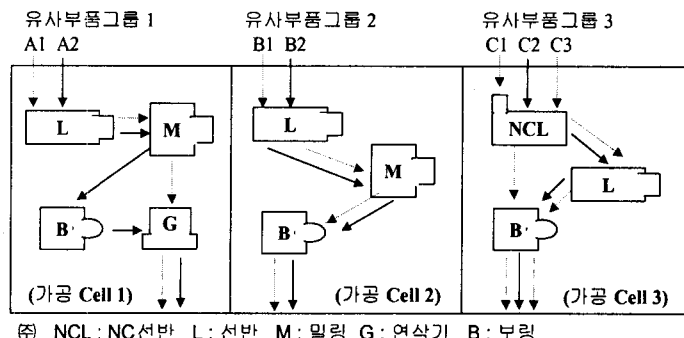 유사부품그룹 1
유사부품그룹 2
유사부품그룹 3
A1 A2
B1 B2
C1 C2 C3
L
M
L
M
NCL
L
B
G
B
B
(가공 Cell 1)
(가공 Cell 2)
(가공 Cell 3)
㈜ NCL : NC선반 L : 선반 M : 밀링 G : 연삭기 B : 보링